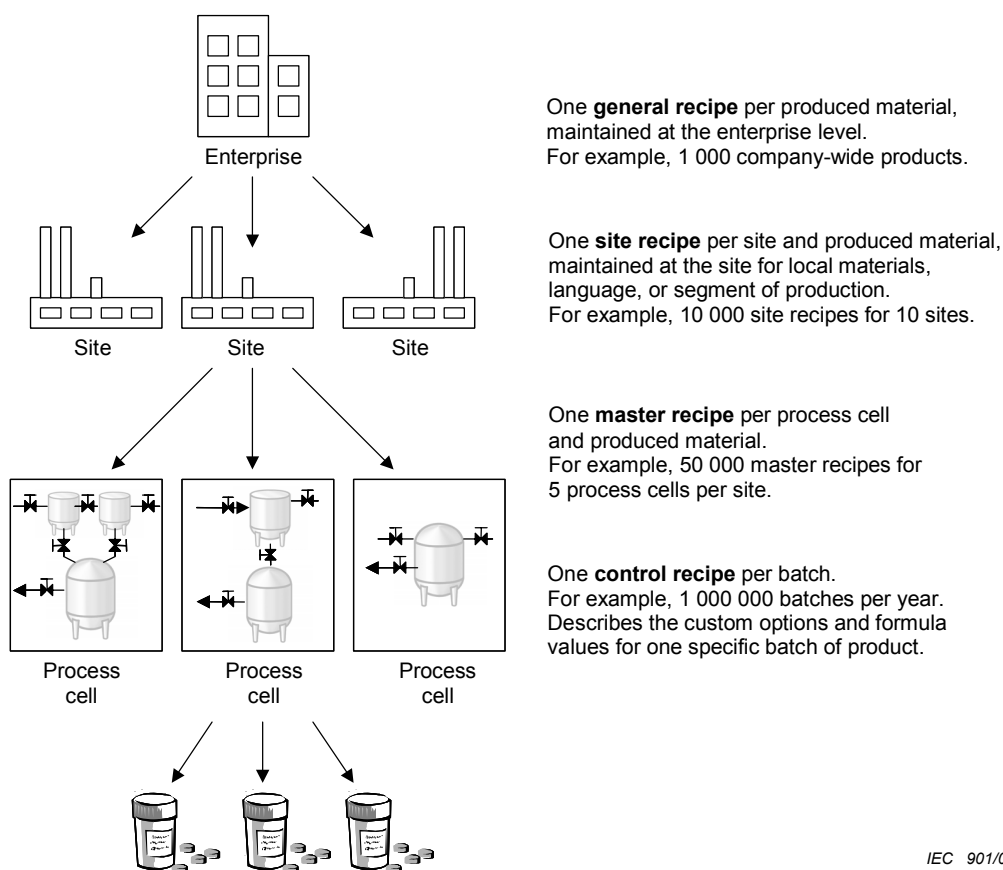 Enterprise
One general recipe per produced material,
maintained at the enterprise level.
For example, 1 000 company-wide products.
Site
Site
Site
One site recipe per site and produced material,
maintained at the site for local materials,
language, or segment of production.
For example, 10 000 site recipes for 10 sites.
One master recipe per process cell
and produced material.
For example, 50 000 master recipes for
5 process cells per site.
Process
cell
Process
cell
Process
cell
One control recipe per batch.
For example, 1 000 000 batches per year.
Describes the custom options and formula
values for one specific batch of product.
IEC 901/0